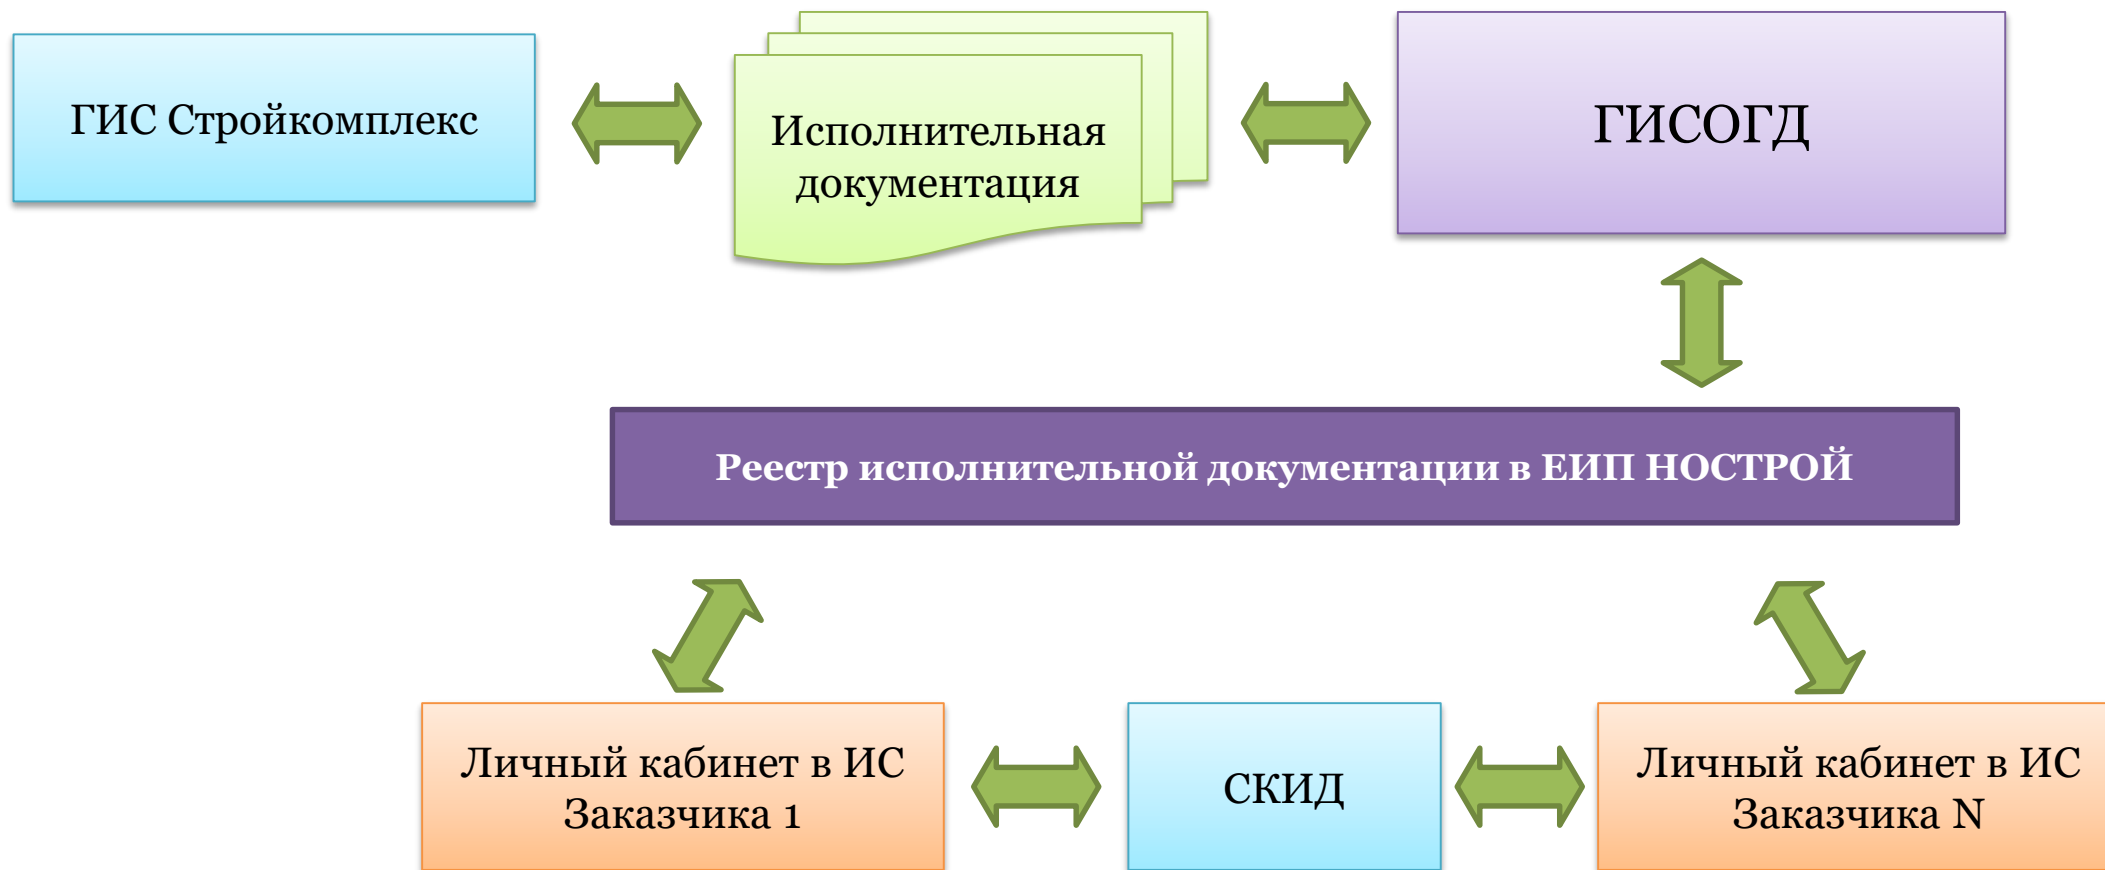 ГИС Стройкомплекс
Исполнительная
документация
ГИСОГД
Реестр исполнительной документации в ЕИП НОСТРОЙ
Личный кабинет в ИС
Заказчика 1
СКИД
Личный кабинет в ИС
Заказчика N